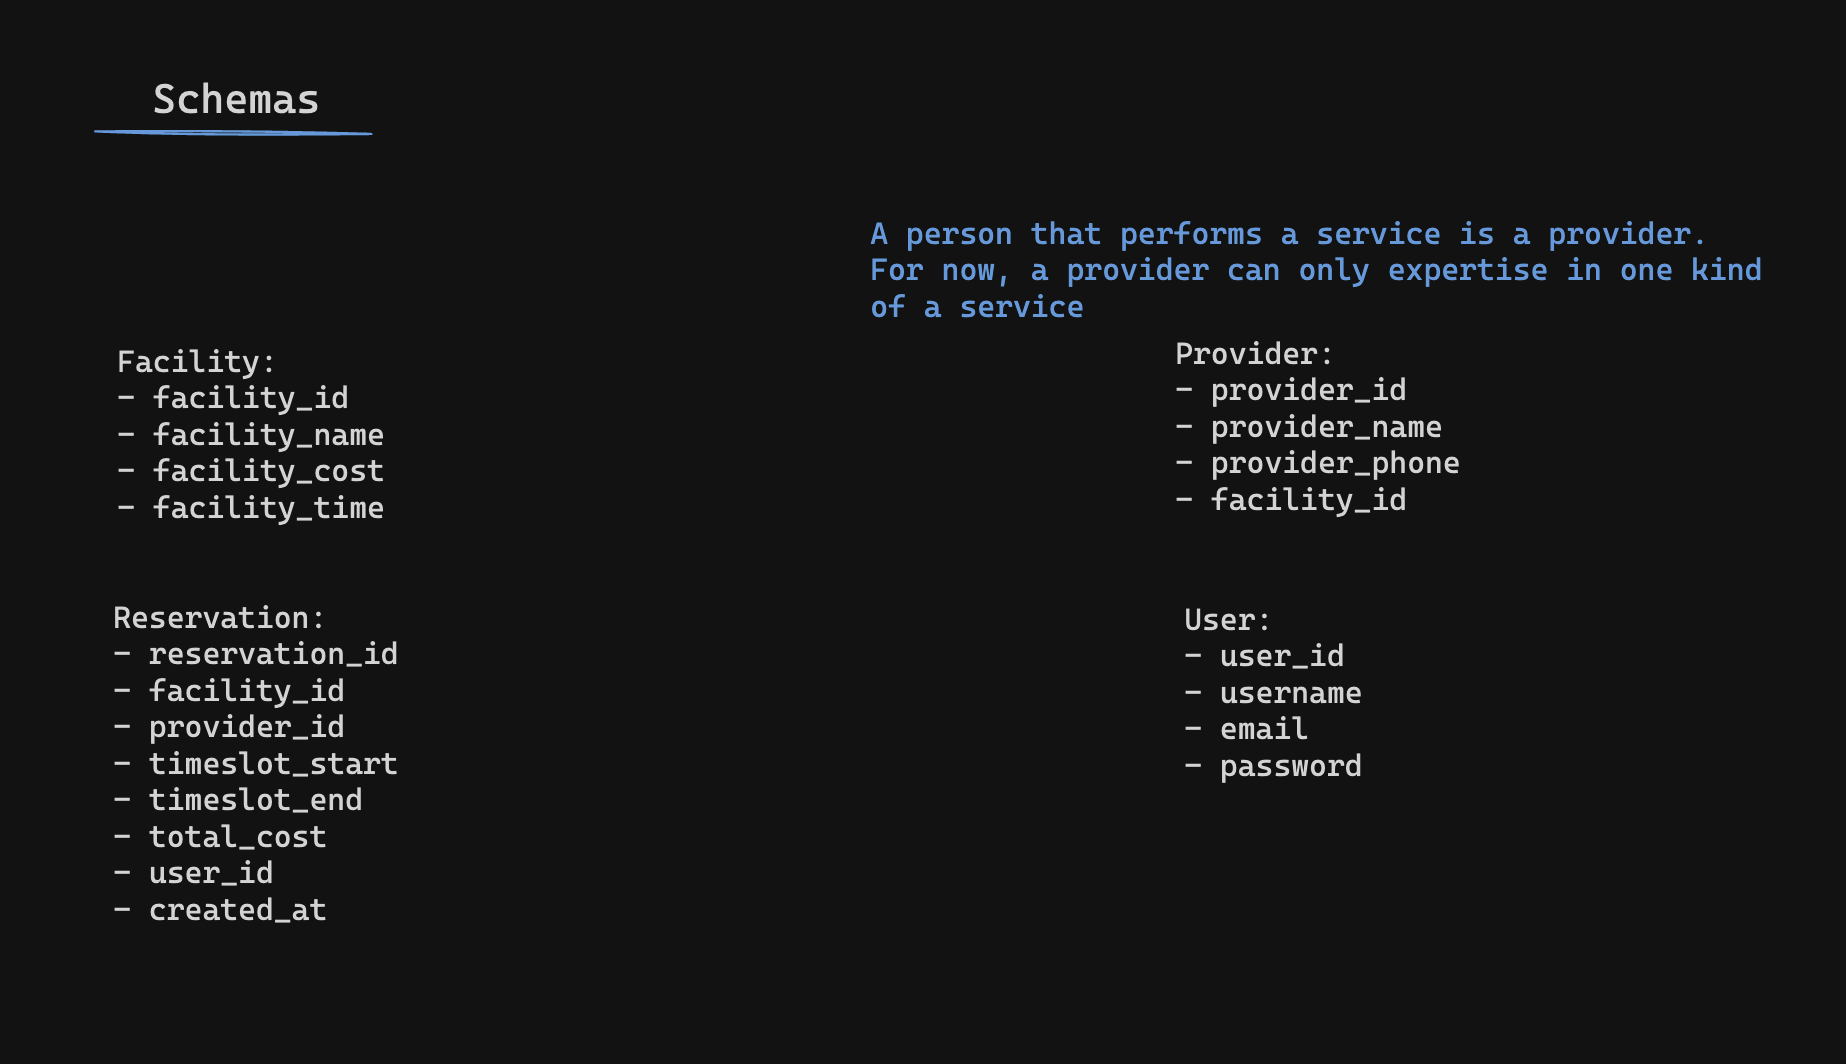 Schemas
A person that performs a service is a provider.
For now, a provider can only expertise in one kind
of a service
Facility:
- facility_id
- facility_name
- facility_cost
- facility_time
Provider:
- provider_id
- provider_name
- provider_phone
- facility_id
Reservation:
- reservation_id
- facility_id
- provider_id
- timeslot_start
- timeslot_end
- total_cost
- user_id
- created_at
User:
- user_id
- username
- email
- password